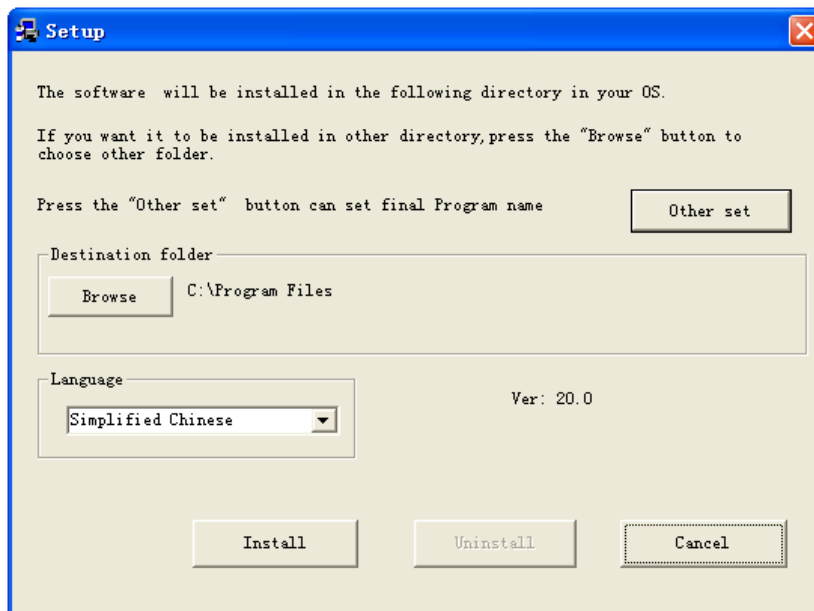 Setup
The software  will be installed in the following directory in your OS.
If you want it to be installed in other directory,press the "Browse" button to
choose other folder.
Press the "Other set"  button can set final Program name
Other set
Destination folder
Browse
C:\Program Files
Language
Simplified Chinese
Ver: 20.0
Install
Uninstall
Cancel